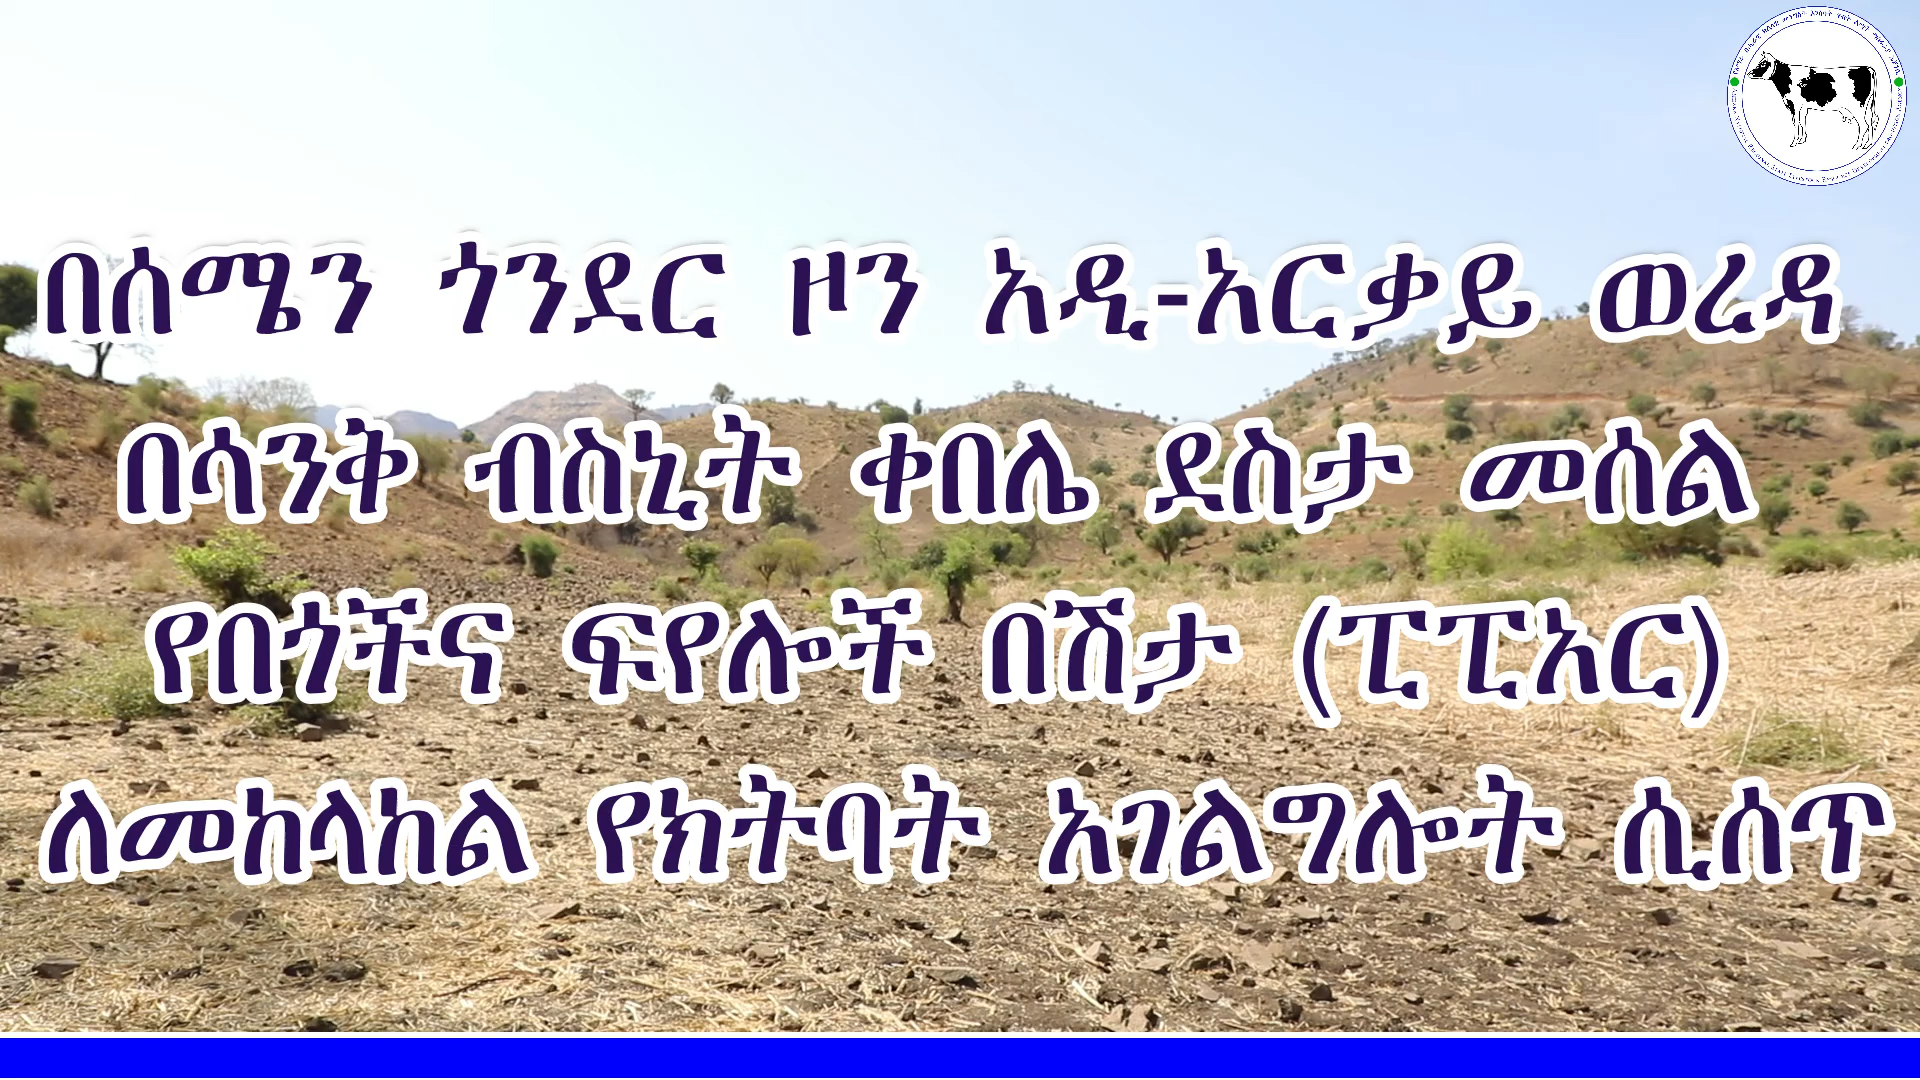 በሰሜን ጎንደር ዞን አዲ-አርቃይ ወረዳ
በሳንቅ ብስኒት ቀበሌ ደስታ መሰል
የበጎችና ፍየሎች በሽታ (ፒፒአር)
ለመከላከል የክትባት አገልግሎት ሲሰጥ